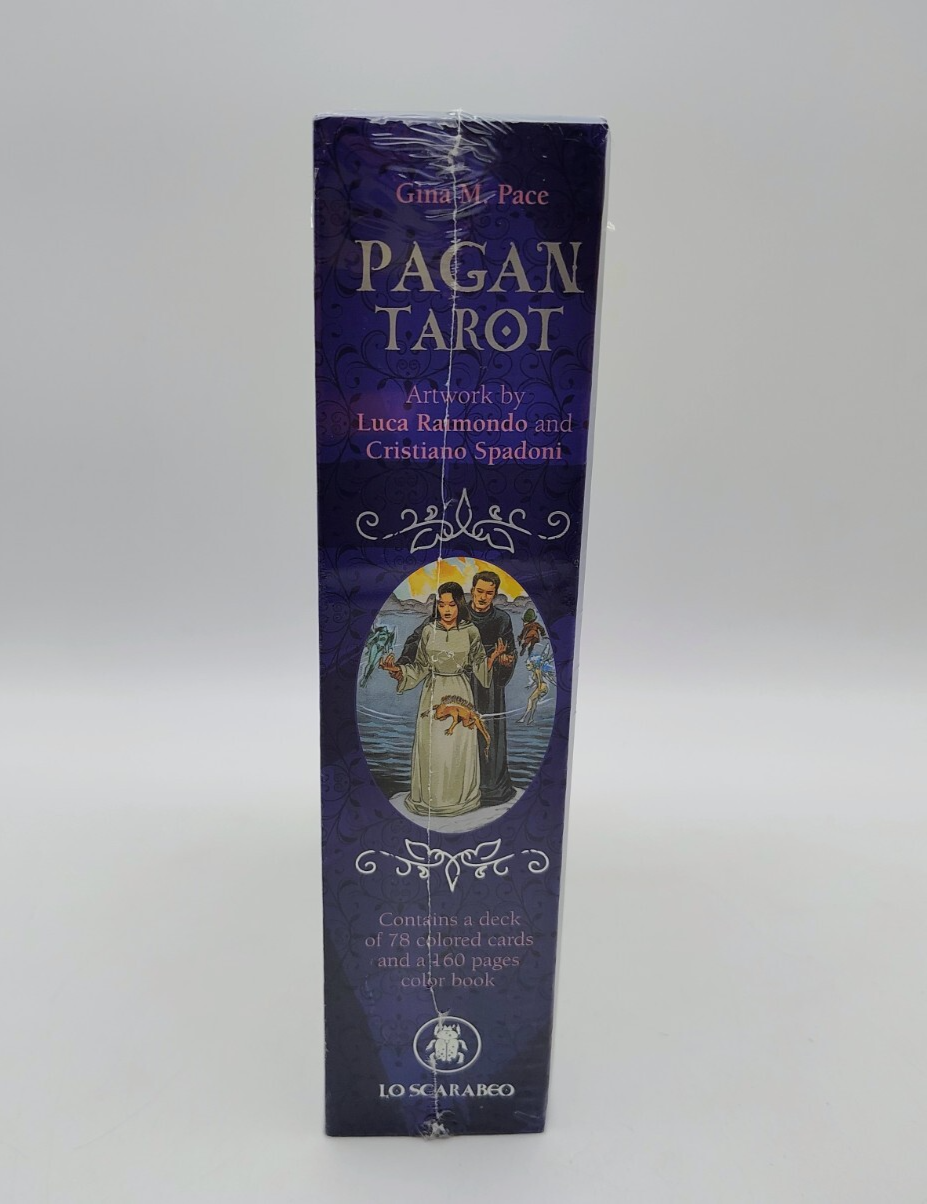 Gina M. Pace
PAGAN
TAROT
Artwork by
Luca Raimondo and
Cristiano Spadoni
Contains a deck
of 78 colored cards
and a 160 pages
color book
LO SCARABEO